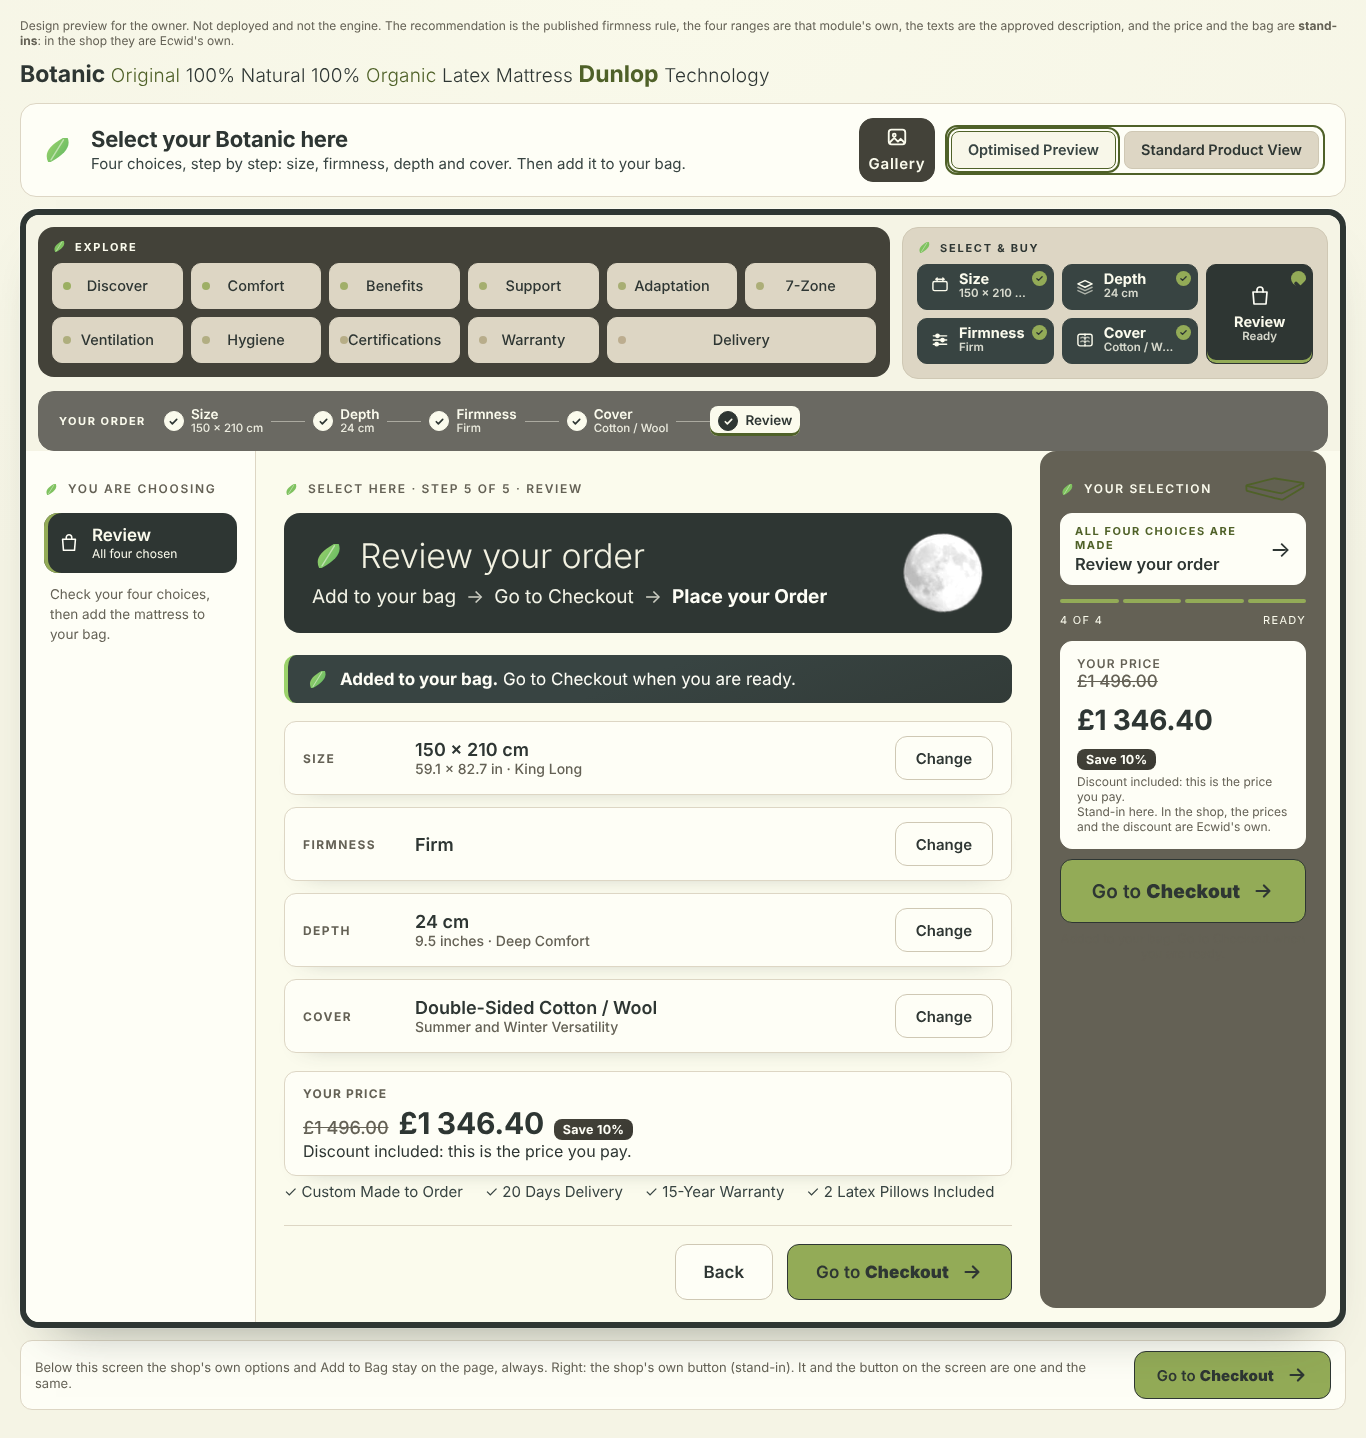 Design preview for the owner. Not deployed and not the engine. The recommendation is the published firmness rule, the four ranges are that module's own, the texts are the approved description, and the price and the bag are stand-
ins: in the shop they are Ecwid's own.
Botanic Original 100% Natural 100% Organic Latex Mattress Dunlop Technology
Select your Botanic here
Four choices, step by step: size, firmness, depth and cover. Then add it to your bag.
Gallery
Optimised Preview
Standard Product View
EXPLORE
Discover
Comfort
Benefits
Support
Adaptation
7-Zone
Ventilation
Hygiene
Certifications
Warranty
Delivery
SELECT & BUY
Size
150 × 210 ...
Depth
24 cm
Firmness
Firm
Cover
Cotton / W...
Review
Ready
YOUR ORDER
Size
150 × 210 cm
Depth
24 cm
Firmness
Firm
Cover
Cotton / Wool
Review
YOU ARE CHOOSING
Review
All four chosen
Check your four choices,
then add the mattress to
your bag.
SELECT HERE · STEP 5 OF 5 · REVIEW
Review your order
Add to your bag → Go to Checkout → Place your Order
Added to your bag. Go to Checkout when you are ready.
SIZE
150 × 210 cm
59.1 × 82.7 in · King Long
Change
FIRMNESS
Firm
Change
DEPTH
24 cm
9.5 inches · Deep Comfort
Change
COVER
Double-Sided Cotton / Wool
Summer and Winter Versatility
Change
YOUR PRICE
£1 496.00 £1 346.40 Save 10%
Discount included: this is the price you pay.
✓ Custom Made to Order ✓ 20 Days Delivery ✓ 15-Year Warranty ✓ 2 Latex Pillows Included
Back
Go to Checkout →
YOUR SELECTION
ALL FOUR CHOICES ARE
MADE
Review your order →
4 OF 4
READY
YOUR PRICE
£1 496.00
£1 346.40
Save 10%
Discount included: this is the price
you pay.
Stand-in here. In the shop, the prices
and the discount are Ecwid's own.
Go to Checkout →
Below this screen the shop's own options and Add to Bag stay on the page, always. Right: the shop's own button (stand-in). It and the button on the screen are one and the
same.
Go to Checkout →